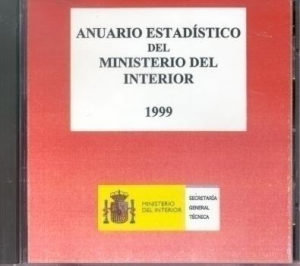 ANUARIO ESTADÍSTICO
DEL
MINISTERIO DEL
INTERIOR
1999
MINISTERIO
DEL INTERIOR
SECRETARÍA
GENERAL
TÉCNICA